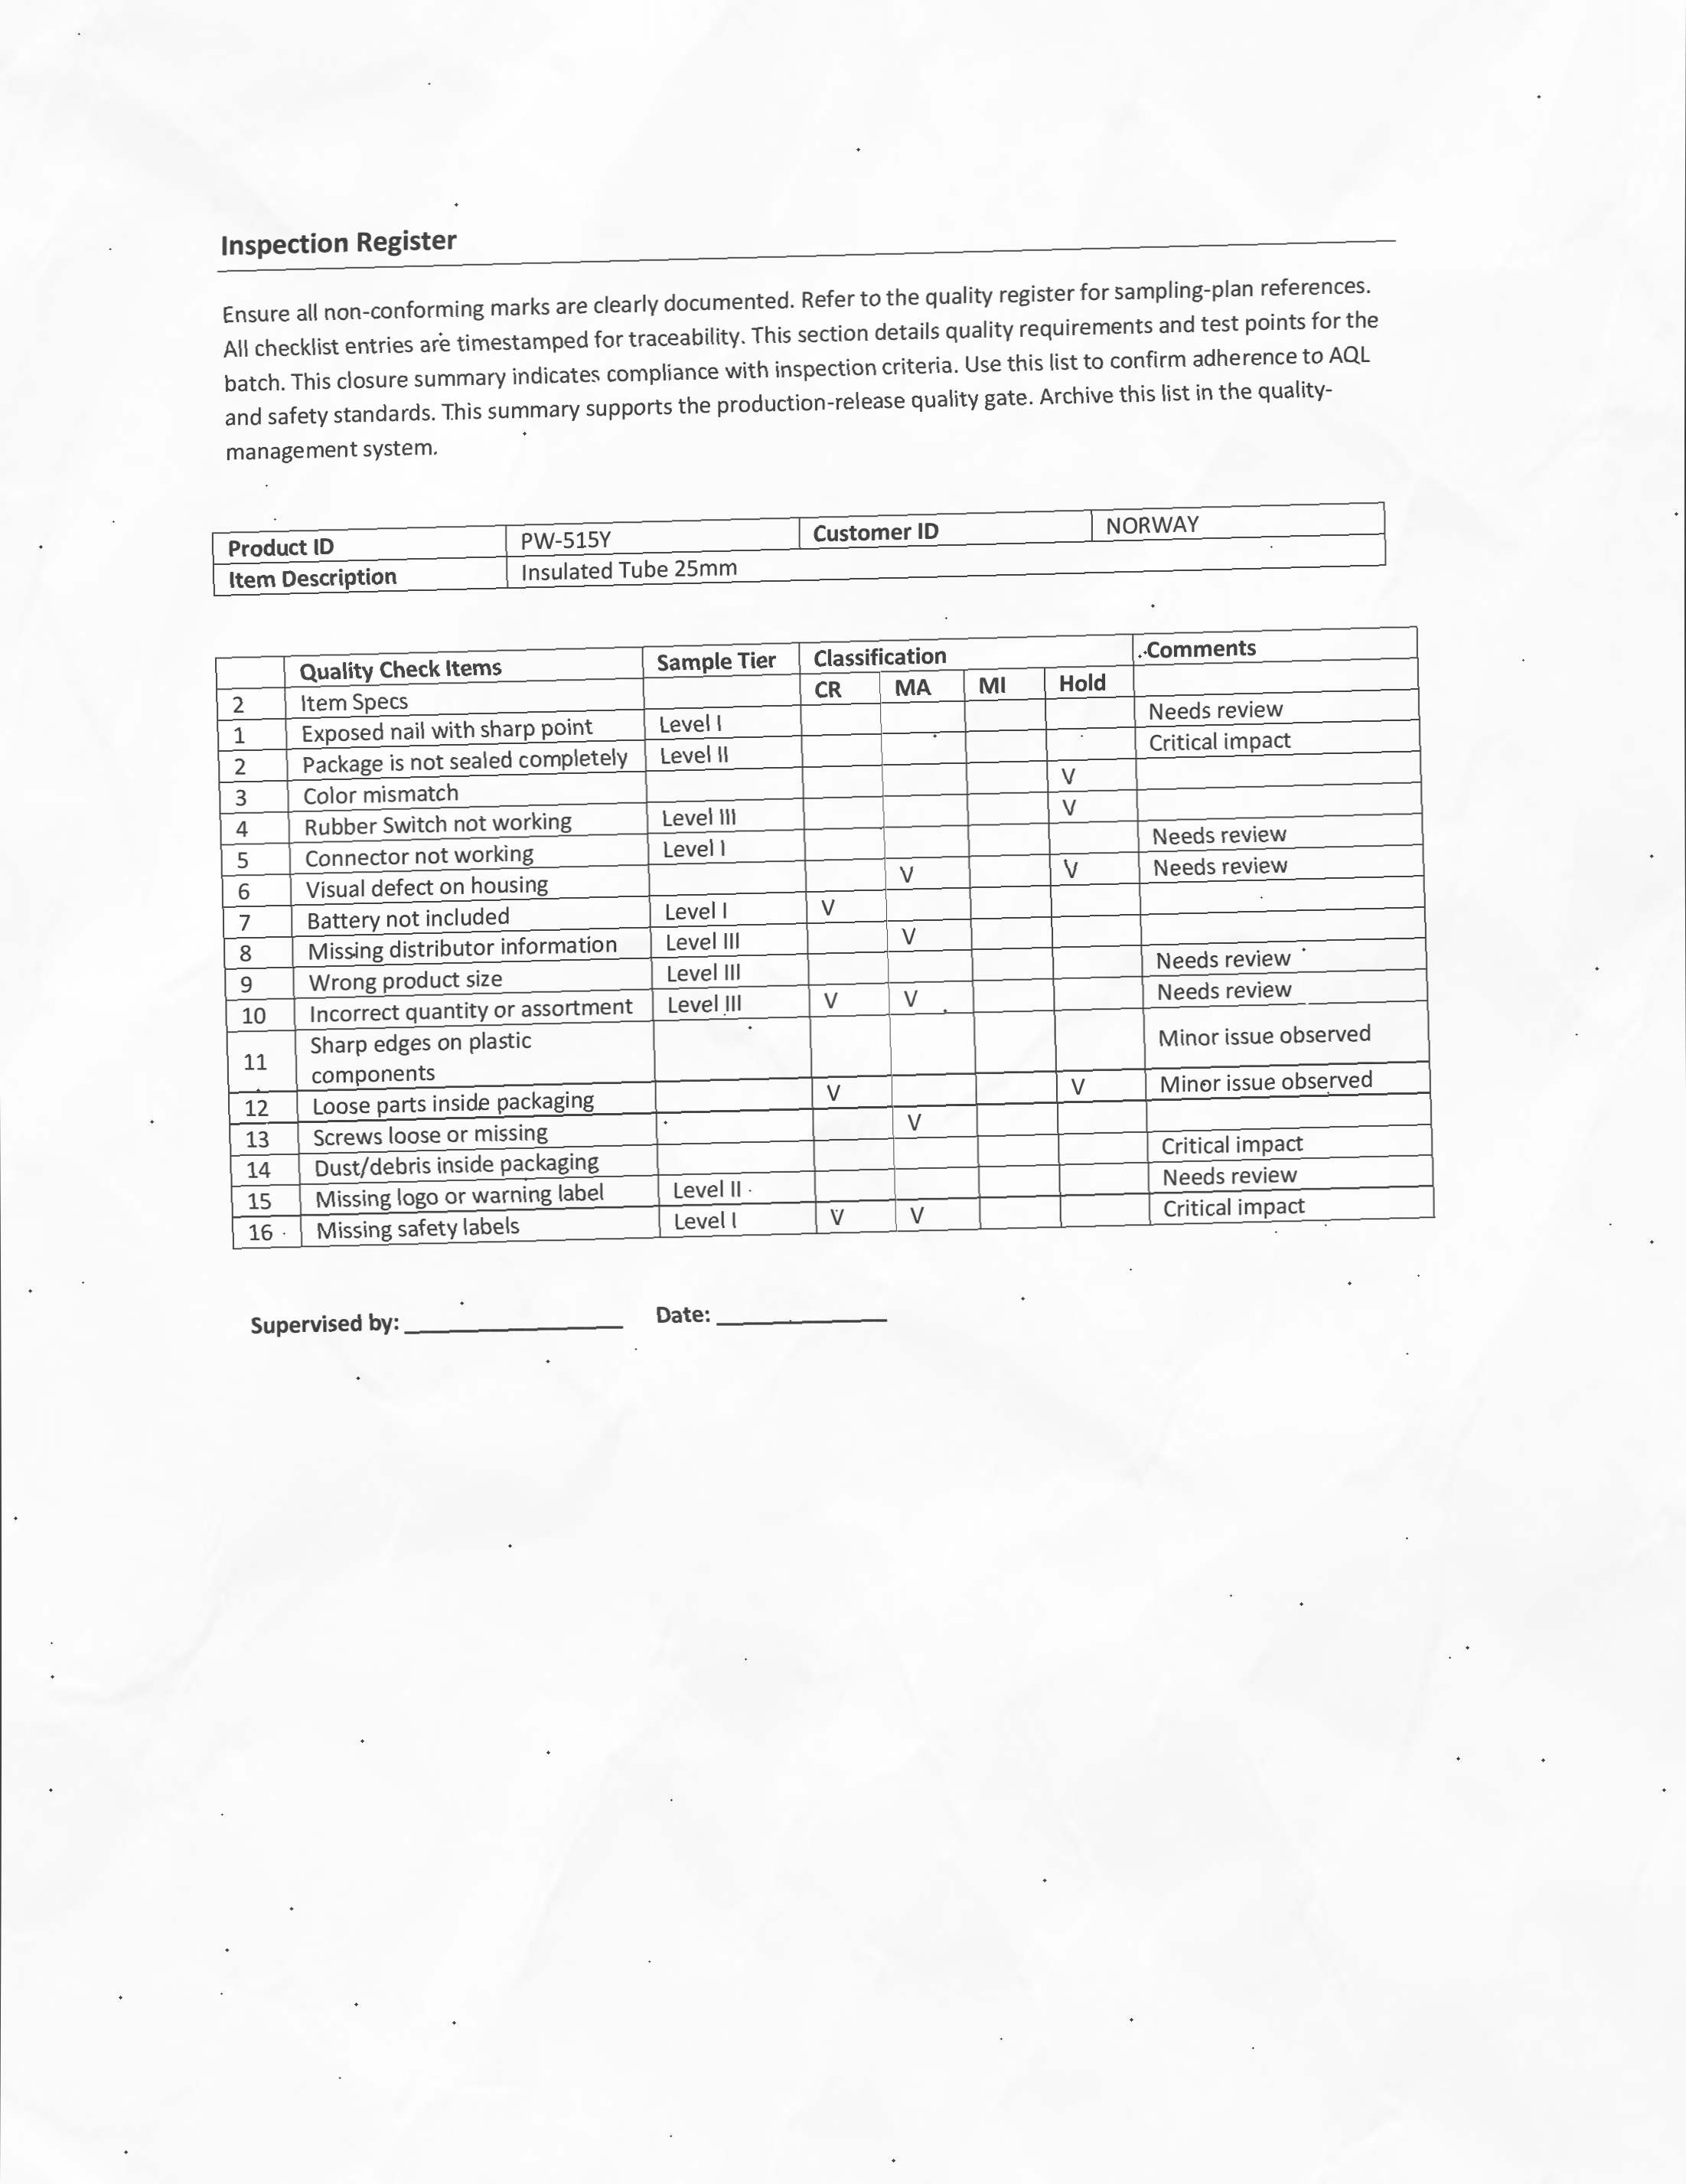 Inspection Register
Ensure all non-conforming marks are clearly documented. Refer to the quality register for sampling-plan references.
All checklist entries are timestamped for traceability. This section details quality requirements and test points for the
batch. This closure summary indicates compliance with inspection criteria. Use this list to confirm adherence to AQL
and safety standards. This summary supports the production-release quality gate. Archive this list in the quality-
management system.
Product ID PW-515Y Customer ID NORWAY
Item Description Insulated Tube 25mm
Quality Check Items Sample Tier Classification Comments
2 Item Specs CR MA MI Hold
1 Exposed nail with sharp point Level I Needs review
2 Package is not sealed completely Level II Critical impact
3 Color mismatch V
4 Rubber Switch not working Level III V
5 Connector not working Level I Needs review
6 Visual defect on housing V V Needs review
7 Battery not included Level I V
8 Missing distributor information Level III V
9 Wrong product size Level III Needs review
10 Incorrect quantity or assortment Level III V V Needs review
11 Sharp edges on plastic Minor issue observed
components
12 Loose parts inside packaging V V Minor issue observed
13 Screws loose or missing V
14 Dust/debris inside packaging Critical impact
15 Missing logo or warning label Level II Needs review
16 Missing safety labels Level I V V Critical impact
Supervised by: Date: